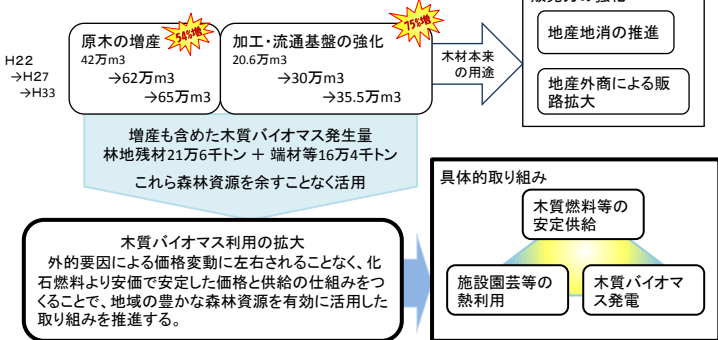 原木の増産
54%増
42万m3
→62万m3
→65万m3
加工・流通基盤の強化
75%増
20.6万m3
→30万m3
→35.5万m3
H22
→H27
→H33
木材本来
の用途
地産地消の推進
地産外商による販
路拡大
増産も含めた木質バイオマス発生量
林地残材21万6千トン + 端材等16万4千トン
これら森林資源を余すことなく活用
木質バイオマス利用の拡大
外的要因による価格変動に左右されることなく、化
石燃料より安価で安定した価格と供給の仕組みをつ
くることで、地域の豊かな森林資源を有効に活用した
取り組みを推進する。
具体的取り組み
木質燃料等の
安定供給
施設園芸等の
熱利用
木質バイオマ
ス発電